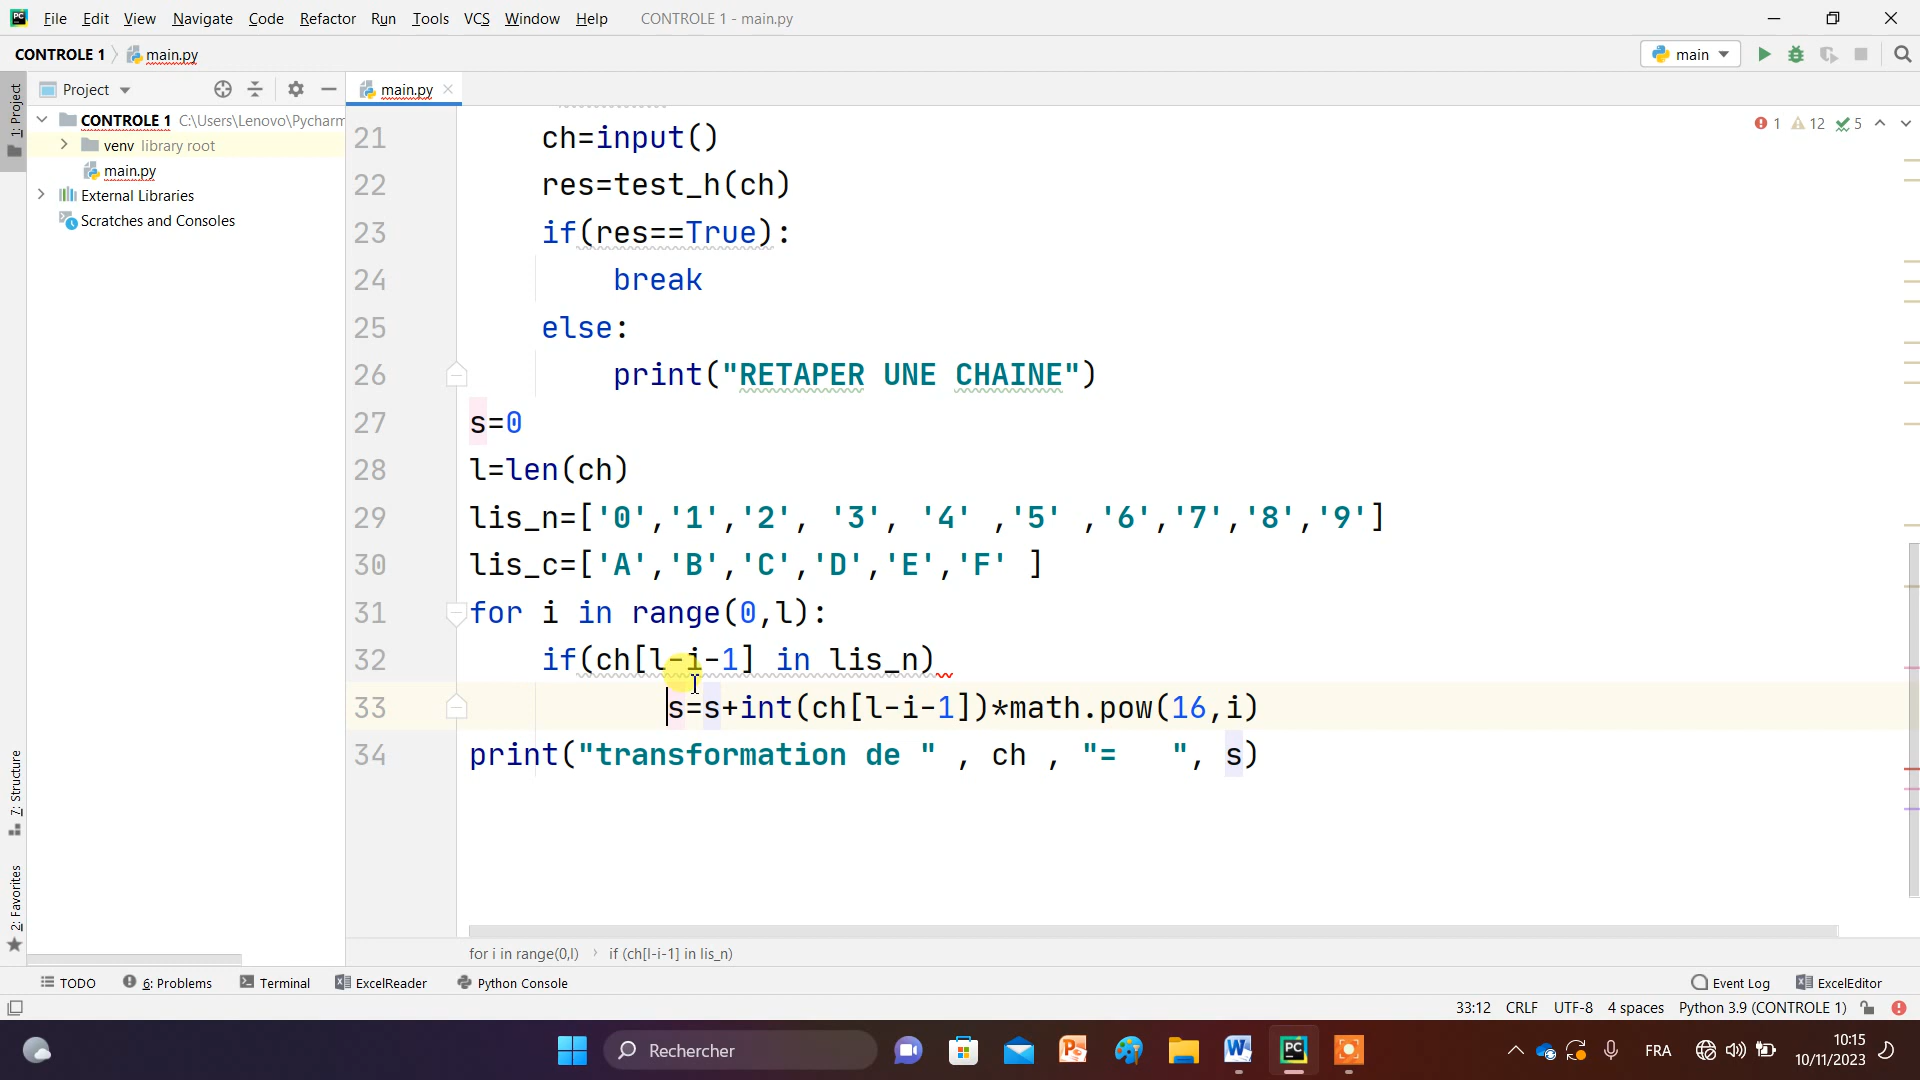 File Edit View Navigate Code Refactor Run Tools VCS Window Help CONTROLE 1 - main.py
CONTROLE 1 main.py
main
Project
main.py
1: Project
CONTROLE 1 C:\Users\Lenovo\Pycharm
venv library root
main.py
External Libraries
Scratches and Consoles
1 12 5
21 ch=input()
22 res=test_h(ch)
23 if(res==True):
24 break
25 else:
26 print("RETAPER UNE CHAINE")
27 s=0
28 l=len(ch)
29 lis_n=['0','1','2', '3', '4' ,'5' ,'6','7','8','9']
30 lis_c=['A','B','C','D','E','F' ]
31 for i in range(0,l):
32 if(ch[l-i-1] in lis_n)
33 s=s+int(ch[l-i-1])*math.pow(16,i)
34 print("transformation de " , ch , "=   ", s)
7: Structure
2: Favorites
for i in range(0,l) if (ch[l-i-1] in lis_n)
TODO 6: Problems Terminal ExcelReader Python Console Event Log ExcelEditor
33:12 CRLF UTF-8 4 spaces Python 3.9 (CONTROLE 1)
Rechercher
FRA
10:15
10/11/2023